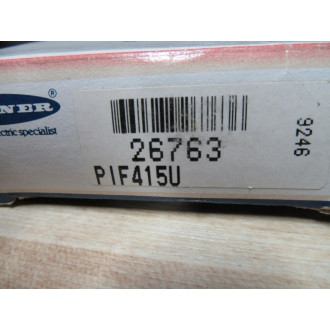 NER®
ctric specialist
26763
PIF415U
9246